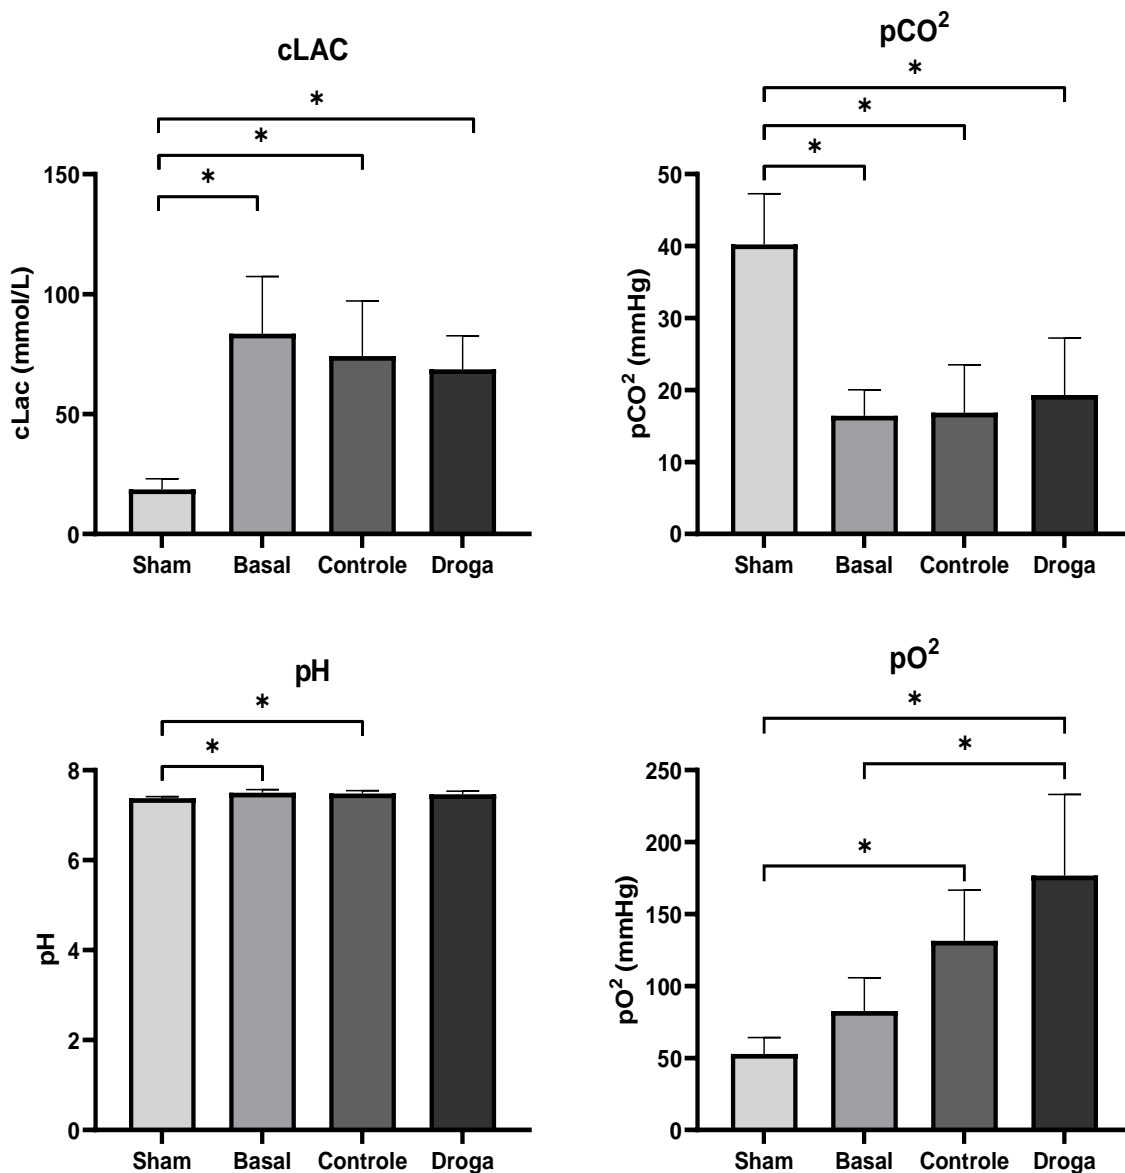 cLAC
* 
* 
* 
cLac (mmol/L)
150
100
50
0
Sham Basal Controle Droga
pCO²
*
*
*
pCO² (mmHg)
50
40
30
20
10
0
Sham Basal Controle Droga
pH
*
*
pH
8
6
4
2
0
Sham Basal Controle Droga
pO²
*
*
*
pO² (mmHg)
250
200
150
100
50
0
Sham Basal Controle Droga